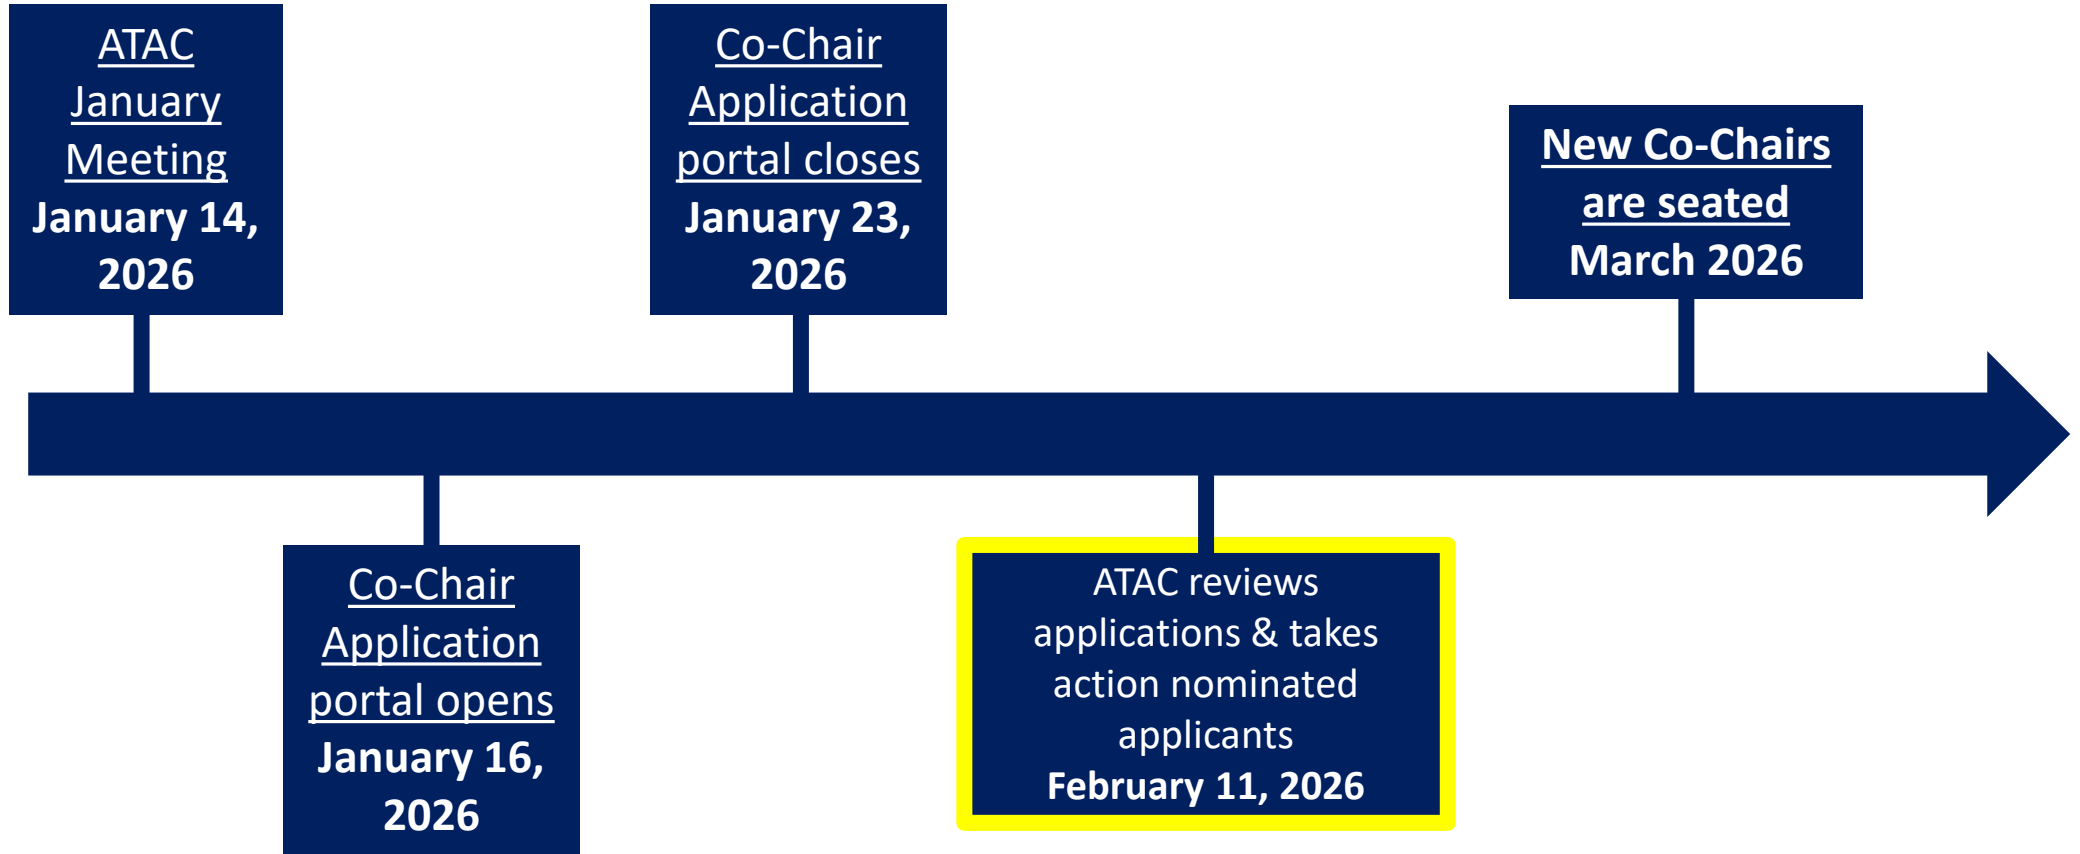 ATAC
January
Meeting
January 14,
2026
Co-Chair
Application
portal opens
January 16,
2026
Co-Chair
Application
portal closes
January 23,
2026
ATAC reviews
applications & takes
action nominated
applicants
February 11, 2026
New Co-Chairs
are seated
March 2026